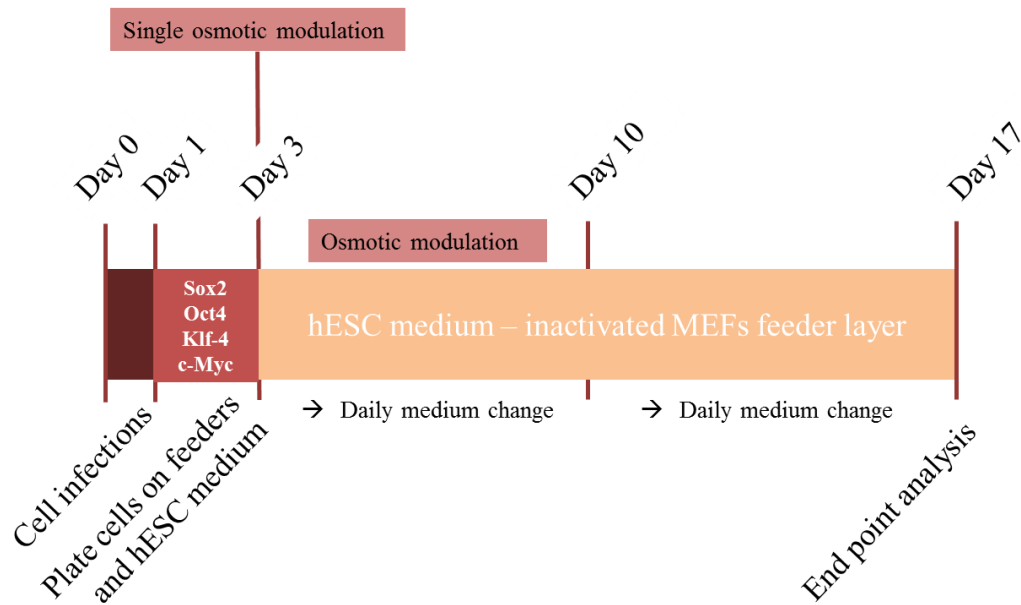 Single osmotic modulation
Day 0
Day 1
Day 3
Day 10
Day 17
Osmotic modulation
Sox2
Oct4
Klf-4
c-Myc
hESC medium – inactivated MEFs feeder layer
→ Daily medium change
→ Daily medium change
Cell infections
Plate cells on feeders
and hESC medium
End point analysis